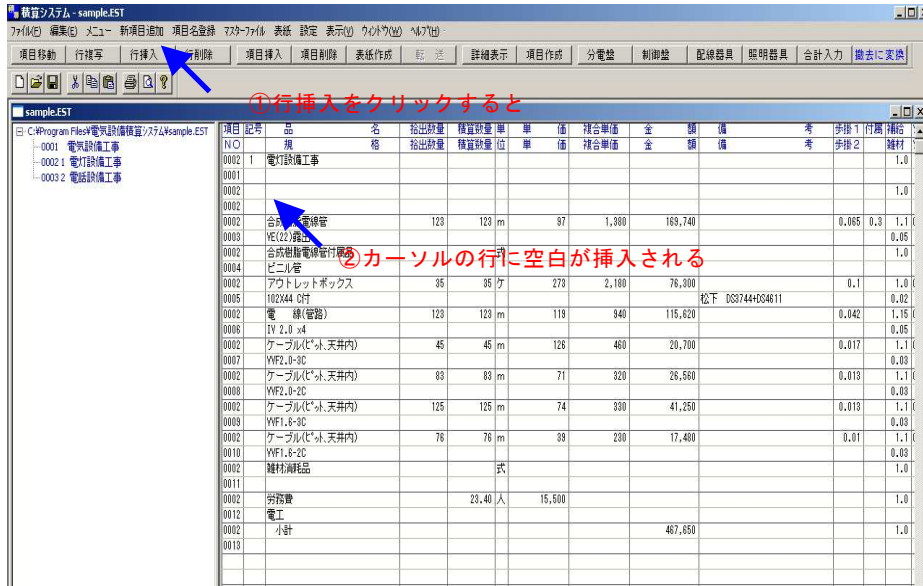 積算システム - sample.EST
ファイル(F) 編集(E) メニュー 新項目追加 項目名登録 マスターファイル 表紙 設定 表示(V) ウィンドウ(W) ヘルプ(H)
項目移動 行複写 行挿入 行削除 項目挿入 項目削除 表紙作成 転 送 詳細表示 項目作成 分電盤 制御盤 配線器具 照明器具 合計入力 撤去に変換
①行挿入をクリックすると
sample.EST
C:¥Program Files¥電気設備積算システム¥sample.EST
0001 電気設備工事
0002 1 電灯設備工事
0003 2 電話設備工事
項目 記号 品 名 拾出数量 積算数量 単 単 価 複合単価 金 額 備 考 歩掛1 付属 補給
NO 規 格 拾出数量 積算数量 位 単 価 複合単価 金 額 備 考 歩掛2 雑材
0002 1 電灯設備工事 1.0
0001
0002 1.0
0002
0002 合成 電線管 123 123 m 97 1,380 169,740 0.065 0.3 1.1
0003 VE(22)露出 0.05
0002 合成樹脂電線管付属品 式 1.0
②カーソルの行に空白が挿入される
0004 ビニル管
0002 アウトレットボックス 35 35 ケ 273 2,180 76,300 0.1 1.0
0005 102X44 C付 松下 DS3744+DS4611 0.02
0002 電 線(管路) 123 123 m 119 940 115,620 0.042 1.15
0006 IV 2.0 x4 0.05
0002 ケーブル(ピット、天井内) 45 45 m 126 460 20,700 0.017 1.1
0007 VVF2.0-3C 0.03
0002 ケーブル(ピット、天井内) 83 83 m 71 320 26,560 0.013 1.1
0008 VVF2.0-2C 0.03
0002 ケーブル(ピット、天井内) 125 125 m 74 330 41,250 0.013 1.1
0009 VVF1.6-3C 0.03
0002 ケーブル(ピット、天井内) 76 76 m 39 230 17,480 0.01 1.1
0010 VVF1.6-2C 0.03
0002 雑材消耗品 式 1.0
0011
0002 労務費 23.40 人 15,500 1.0
0012 電工
0002 小計 467,650 1.0
0013